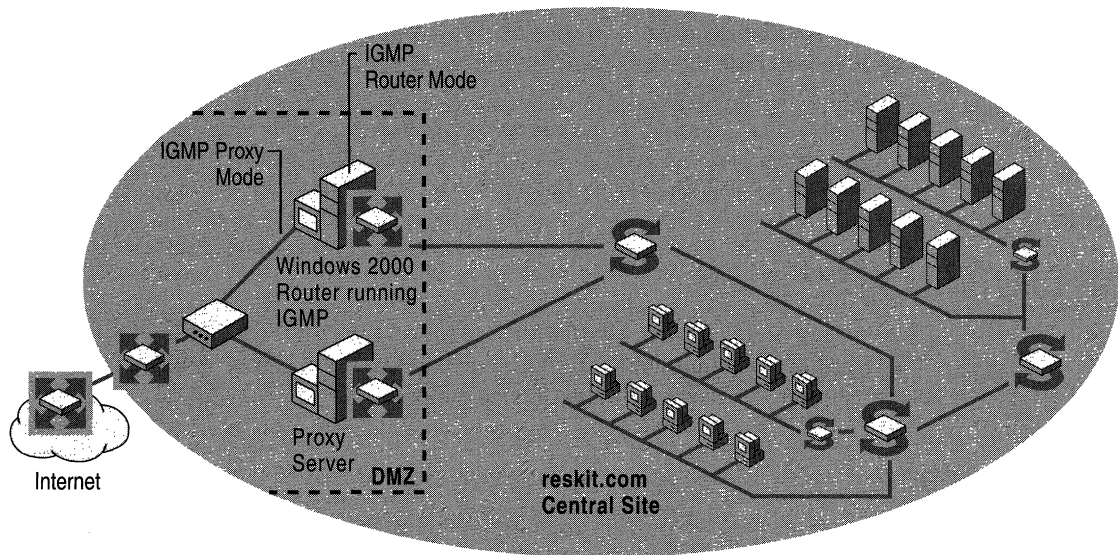 IGMP
Router Mode
IGMP Proxy
Mode
Windows 2000
Router running
IGMP
Proxy
Server
DMZ
Internet
reskit.com
Central Site